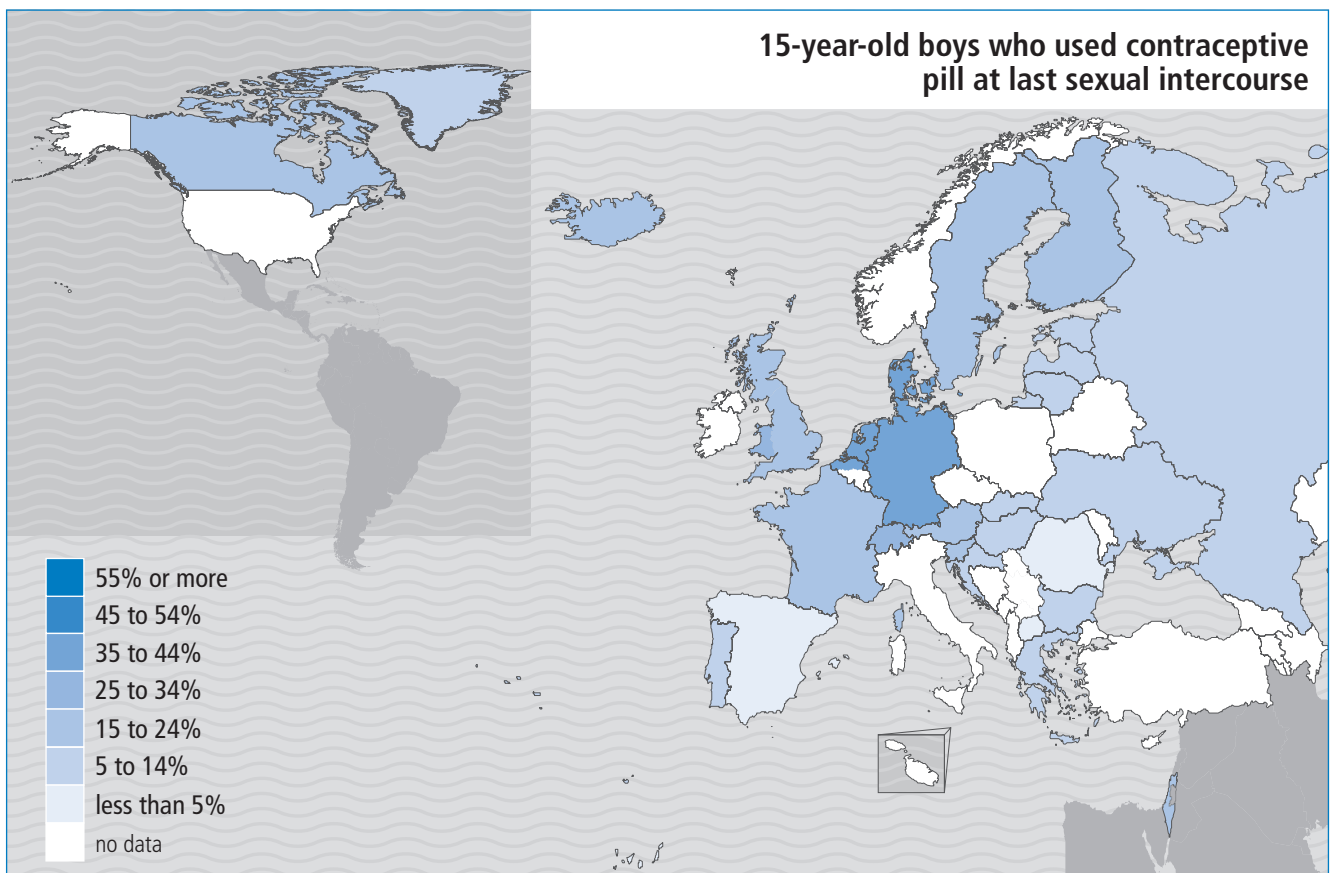 15-year-old boys who used contraceptive
pill at last sexual intercourse
55% or more
45 to 54%
35 to 44%
25 to 34%
15 to 24%
5 to 14%
less than 5%
no data